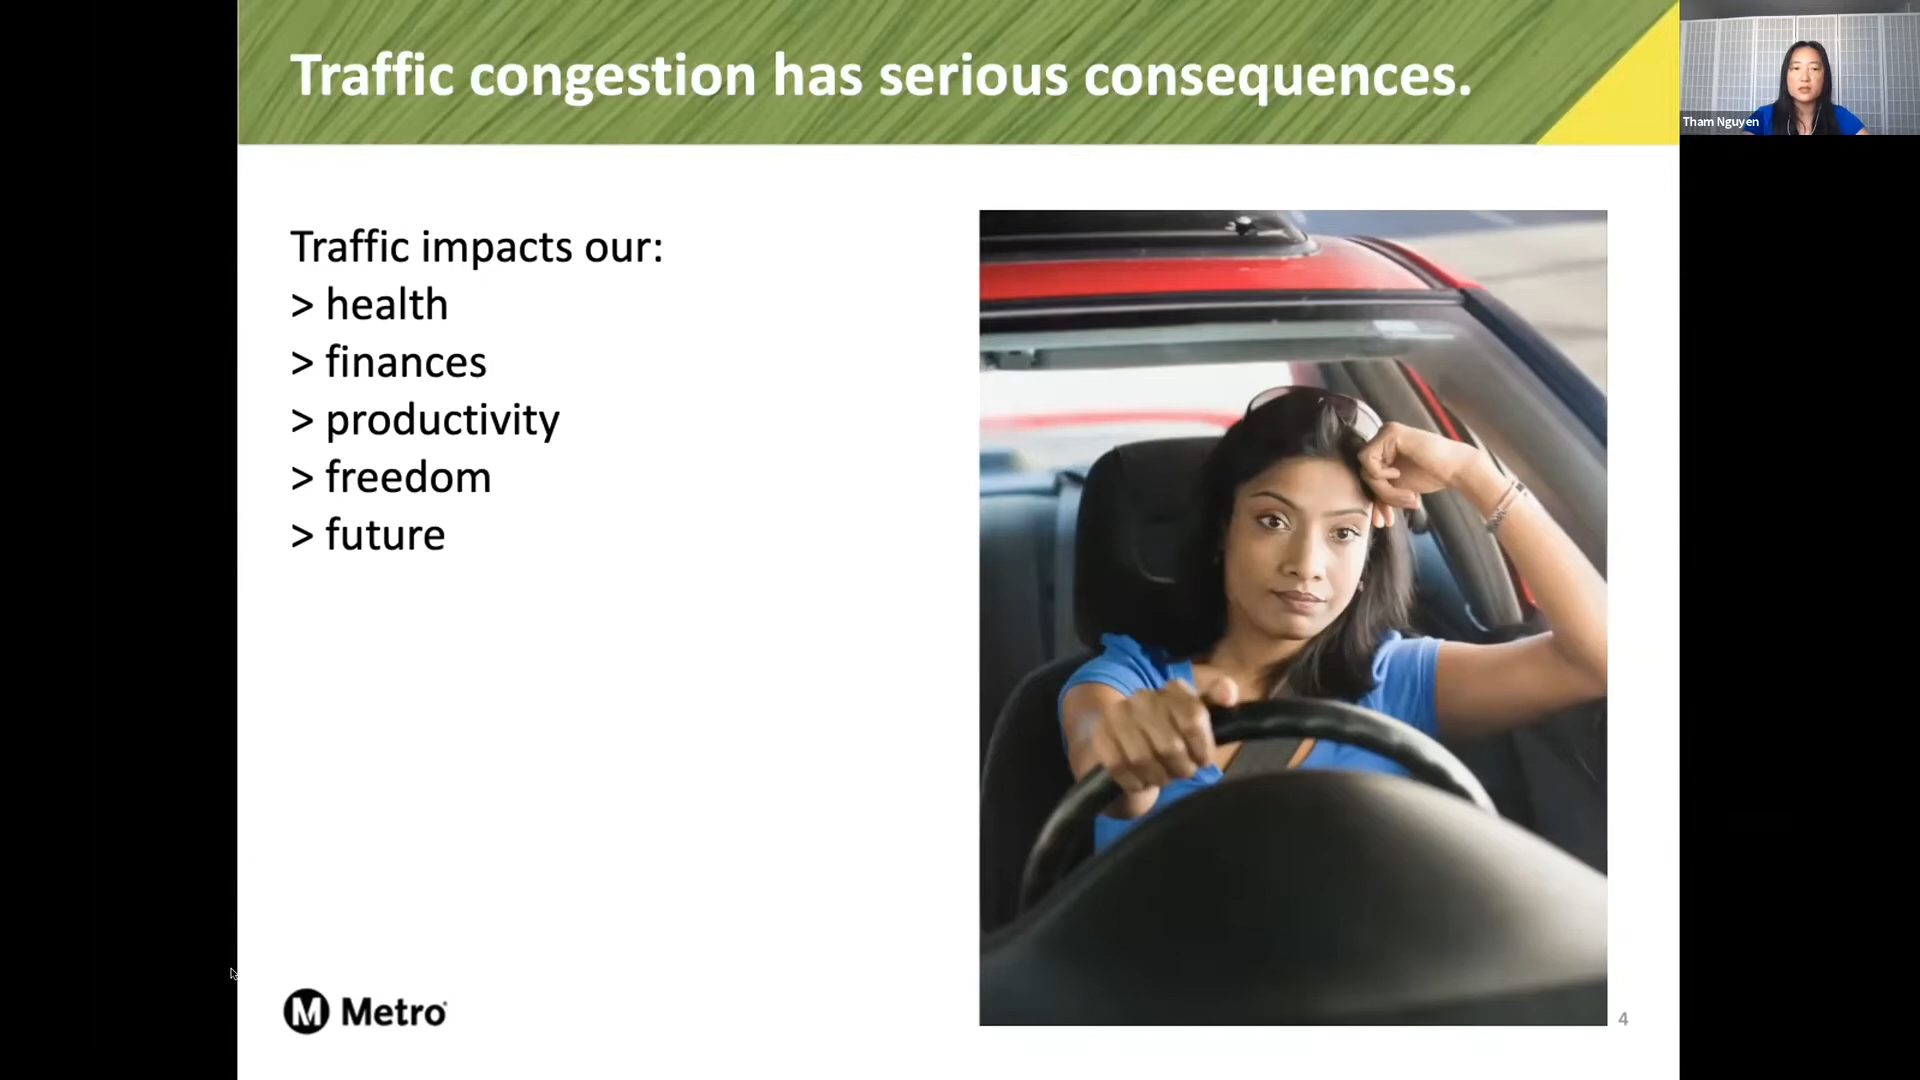 Traffic congestion has serious consequences.
Tham Nguyen
Traffic impacts our:
> health
> finances
> productivity
> freedom
> future
M Metro
4